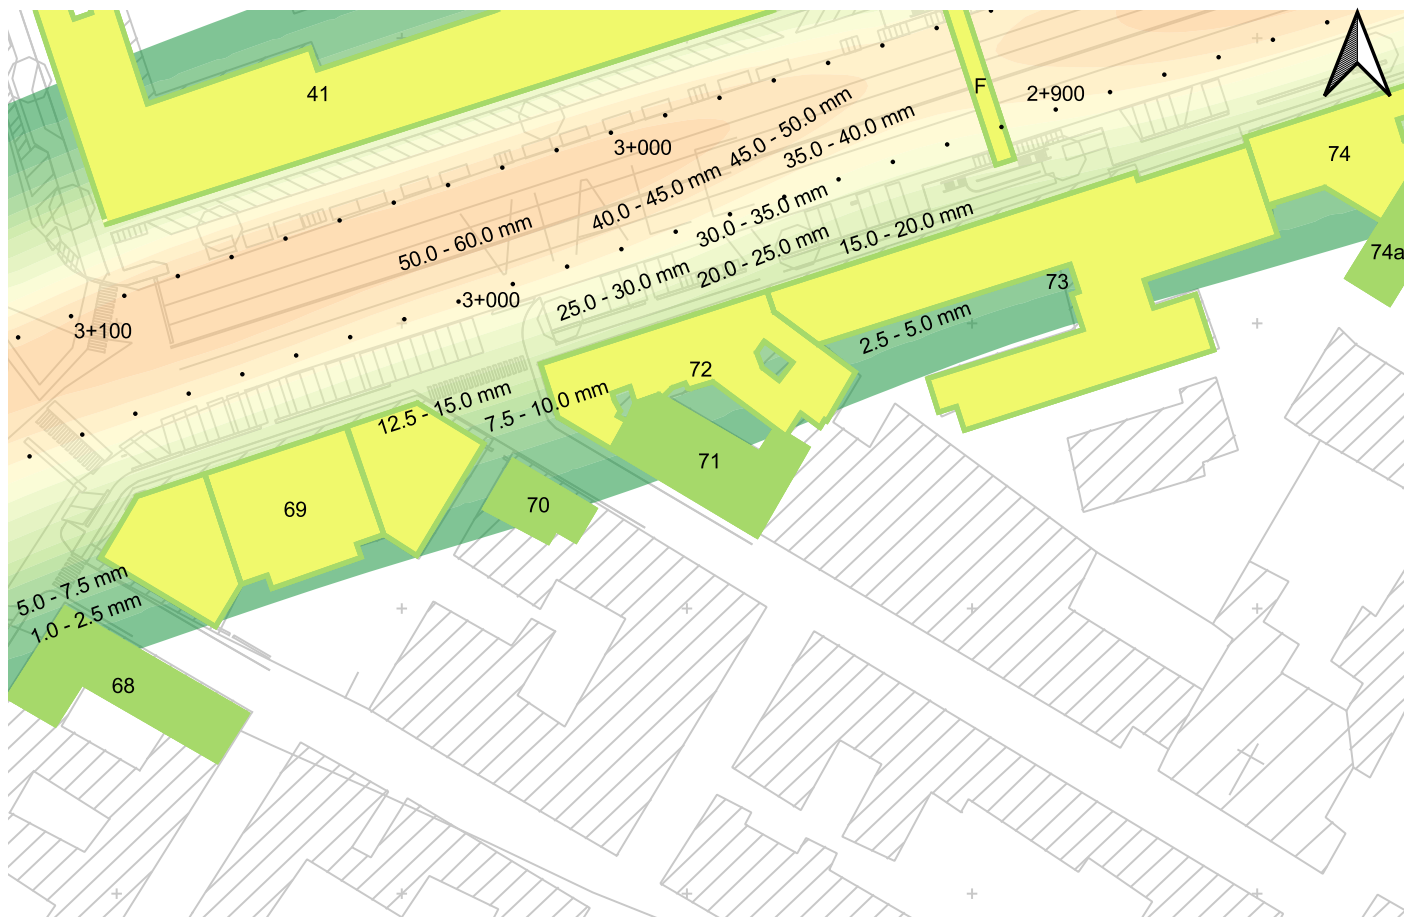 F
2+900
41
3+000
45.0 - 50.0 mm
35.0 - 40.0 mm
74
40.0 - 45.0 mm
30.0 - 35.0 mm
50.0 - 60.0 mm
15.0 - 20.0 mm
74a
20.0 - 25.0 mm
25.0 - 30.0 mm
73
3+000
3+100
2.5 - 5.0 mm
72
12.5 - 15.0 mm
7.5 - 10.0 mm
71
69
70
5.0 - 7.5 mm
1.0 - 2.5 mm
68